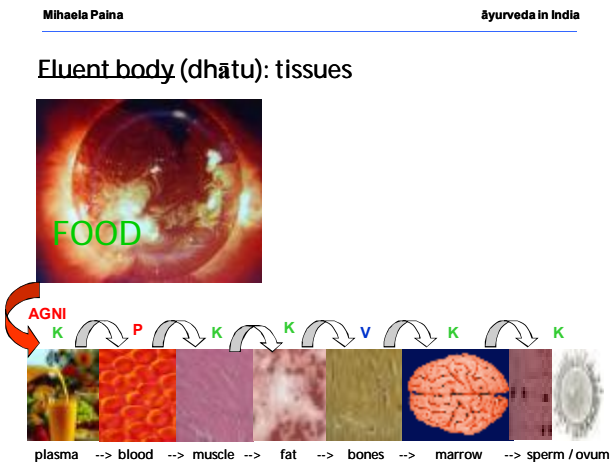 Mihaela Paina āyurveda in India
Fluent body (dhātu): tissues
FOOD
AGNI
K P K K V K K
plasma --> blood --> muscle --> fat --> bones --> marrow --> sperm / ovum